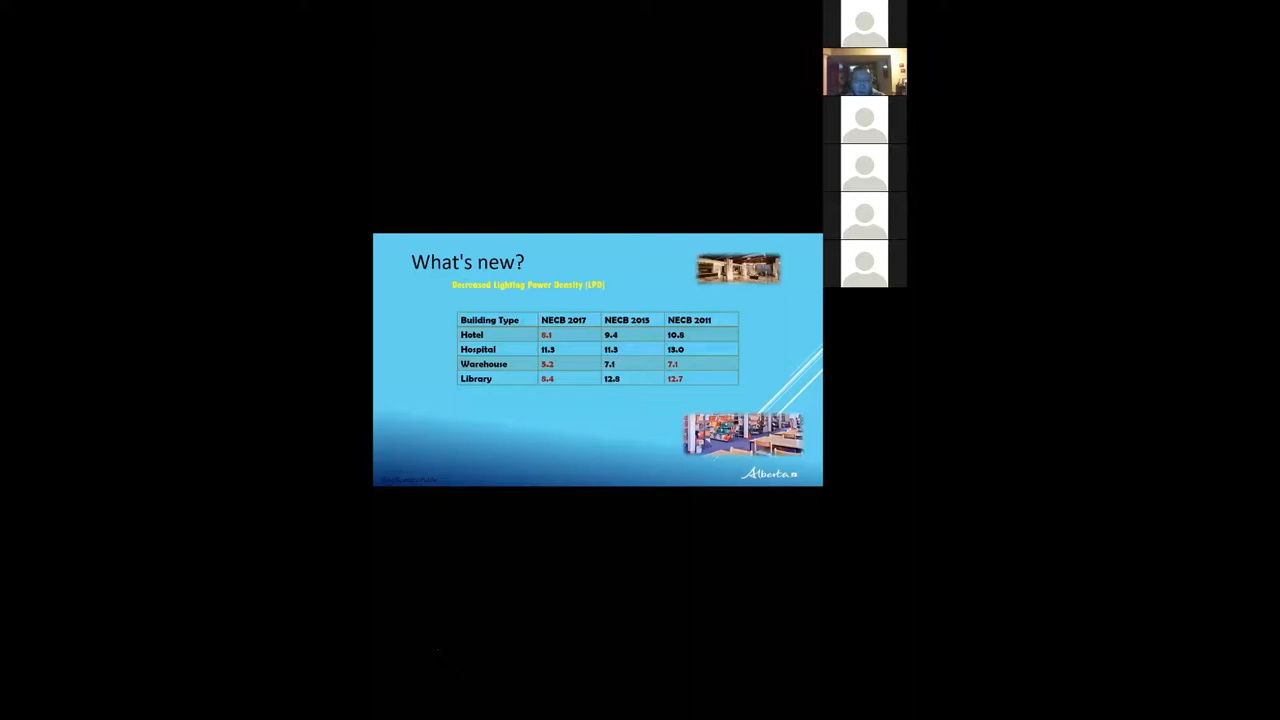 What's new?
Decreased Lighting Power Density (LPD)
Building Type NECB 2017 NECB 2015 NECB 2011
Hotel 8.1 9.4 10.8
Hospital 11.3 11.3 13.0
Warehouse 5.2 7.1 7.1
Library 8.4 12.8 12.7
Alberta